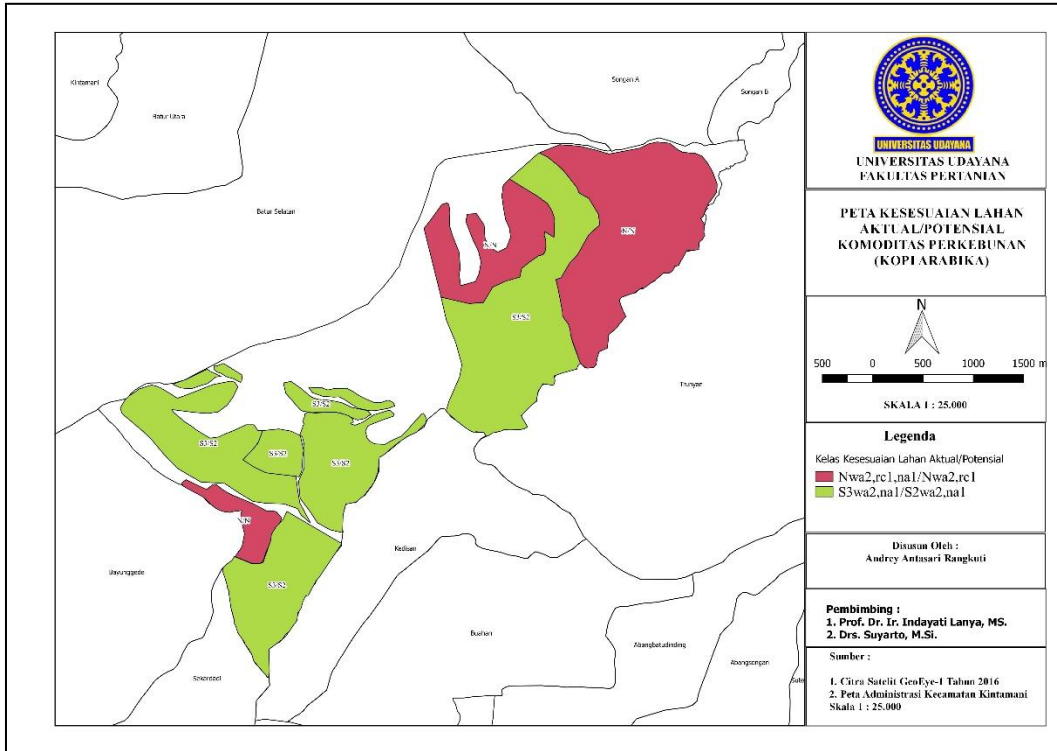 Kintamani
Batur Utara
Songan A
Songan B
Batur Selatan
N/N
N/N
S3/S2
Trunyan
S3/S2
S3/S2
S3/S2
S3/S2
N/N
S3/S2
Kedisan
Bayunggede
Buahan
Abangbatudinding
Abangsongan
Sekardadi
UNIVERSITAS UDAYANA
UNIVERSITAS UDAYANA
FAKULTAS PERTANIAN
PETA KESESUAIAN LAHAN
AKTUAL/POTENSIAL
KOMODITAS PERKEBUNAN
(KOPI ARABIKA)
N
500 0 500 1000 1500 m
SKALA 1 : 25.000
Legenda
Kelas Kesesuaian Lahan Aktual/Potensial
Nwa2,rc1,na1/Nwa2,rc1
S3wa2,na1/S2wa2,na1
Disusun Oleh :
Andrey Antasari Rangkuti
Pembimbing :
1. Prof. Dr. Ir. Indayati Lanya, MS.
2. Drs. Suyarto, M.Si.
Sumber :
1. Citra Satelit GeoEye-1 Tahun 2016
2. Peta Administrasi Kecamatan Kintamani
Skala 1 : 25.000